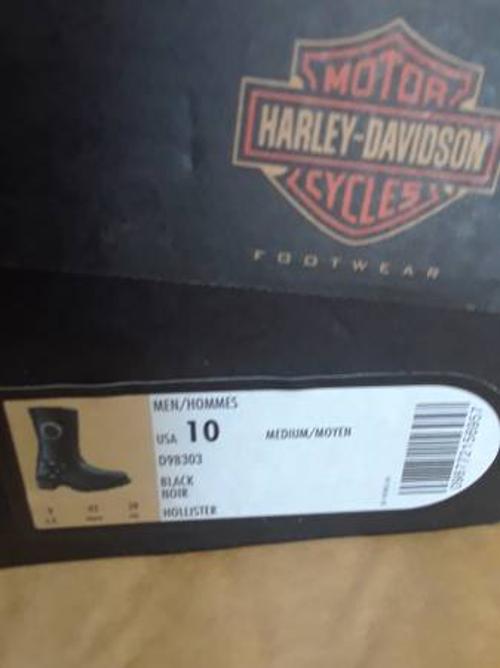 MOTOR
HARLEY-DAVIDSON
CYCLES
FOOTWEAR
MEN/HOMMES
USA 10 MEDIUM/MOYEN
D98303
BLACK
NOIR
HOLLISTER